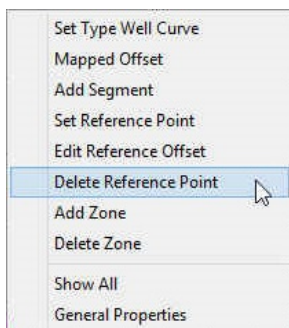 Set Type Well Curve
Mapped Offset
Add Segment
Set Reference Point
Edit Reference Offset
Delete Reference Point
Add Zone
Delete Zone
Show All
General Properties